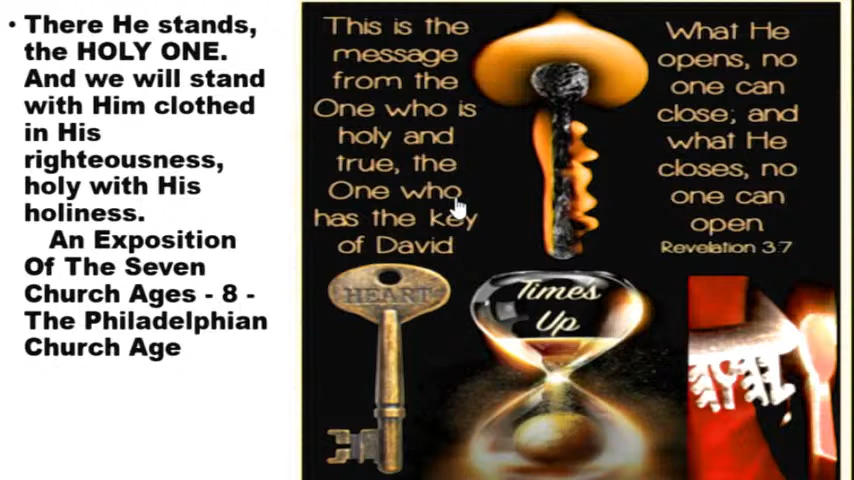 • There He stands,
the HOLY ONE.
And we will stand
with Him clothed
in His
righteousness,
holy with His
holiness.
An Exposition
Of The Seven
Church Ages - 8 -
The Philadelphian
Church Age
This is the
message
from the
One who is
holy and
true, the
One who
has the key
of David
What He
opens, no
one can
close; and
what He
closes, no
one can
open
Revelation 3:7
HEART
Times
Up